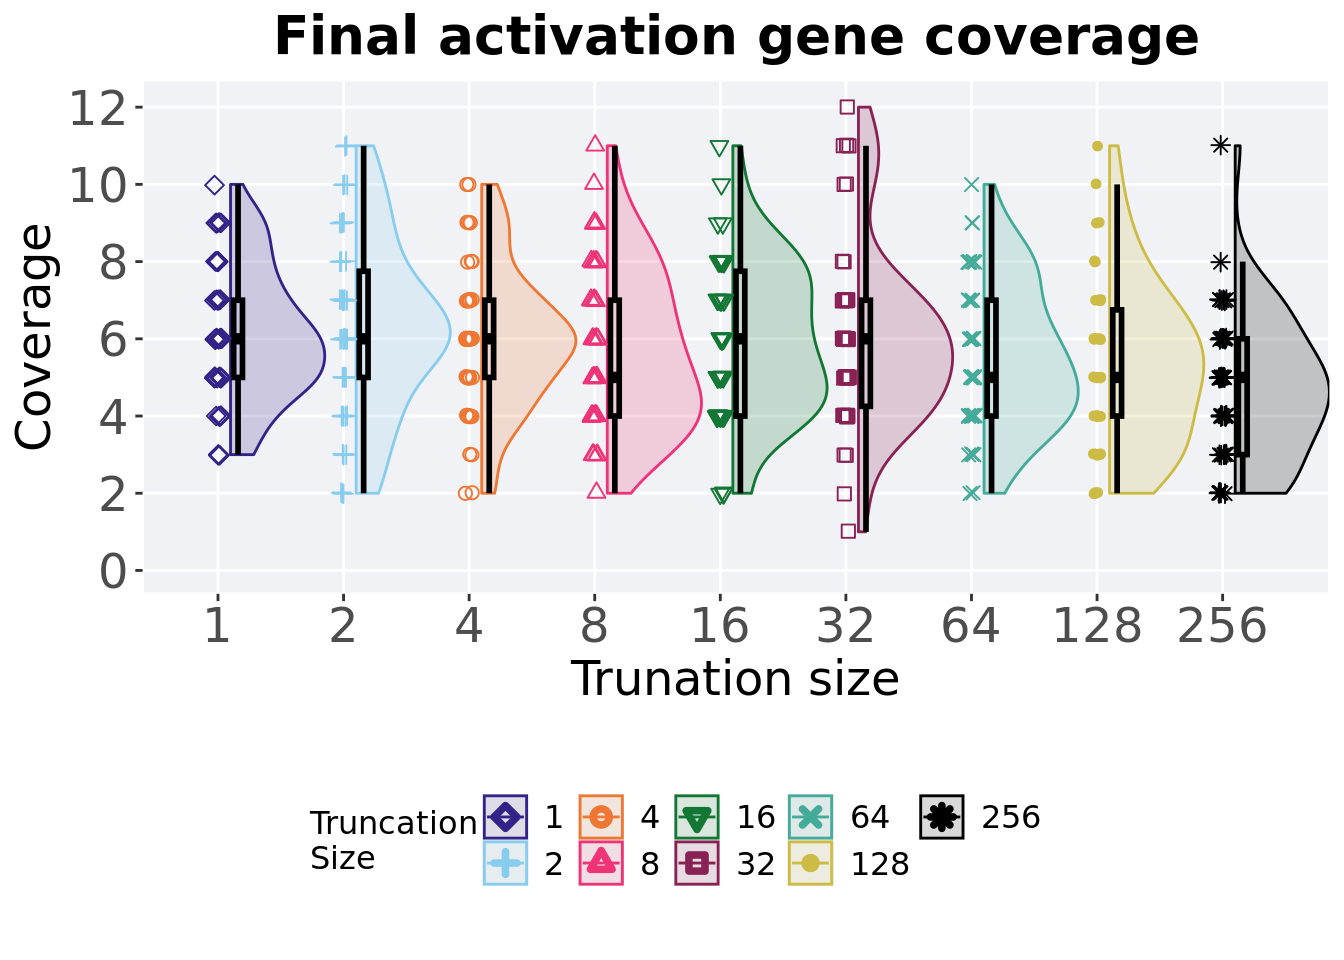 Final activation gene coverage
Coverage
12
10
8
6
4
2
0
1 2 4 8 16 32 64 128 256
Trunation size
Truncation
Size
1 4 16 64 256
2 8 32 128